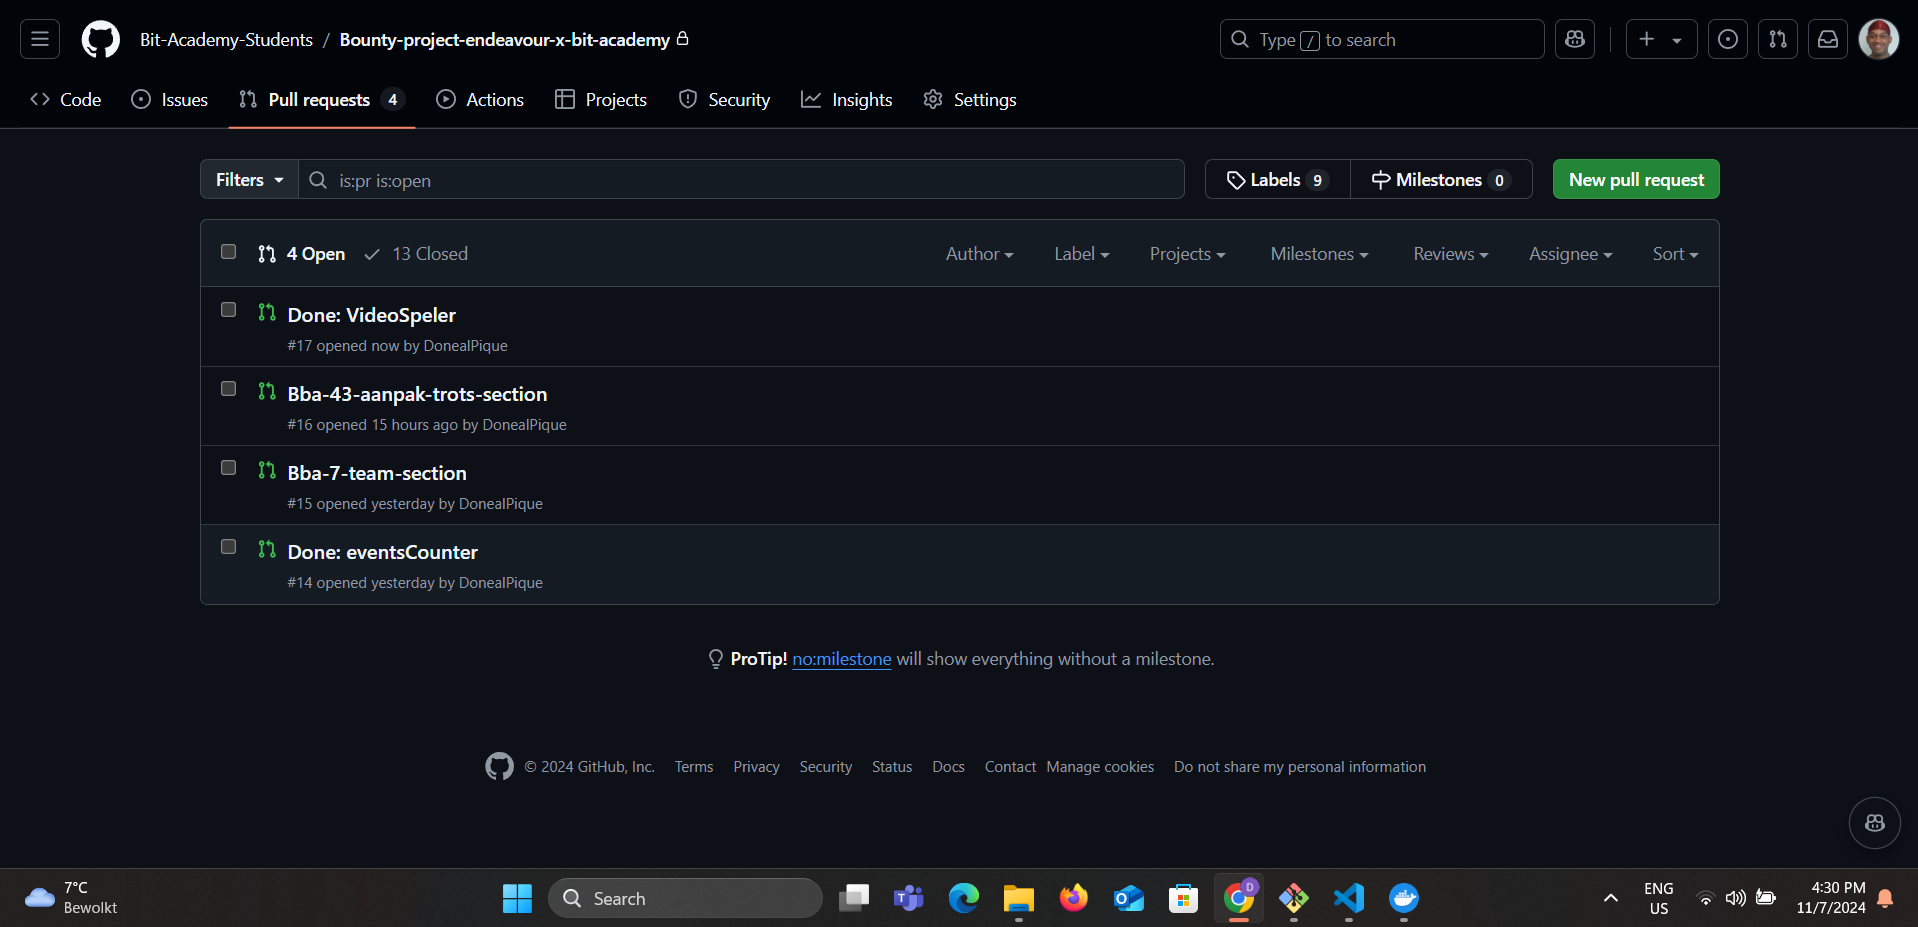 Bit-Academy-Students / Bounty-project-endeavour-x-bit-academy
Type / to search
Code Issues Pull requests 4 Actions Projects Security Insights Settings
Filters is:pr is:open Labels 9 Milestones 0 New pull request
4 Open 13 Closed Author Label Projects Milestones Reviews Assignee Sort
Done: VideoSpeler
#17 opened now by DonealPique
Bba-43-aanpak-trots-section
#16 opened 15 hours ago by DonealPique
Bba-7-team-section
#15 opened yesterday by DonealPique
Done: eventsCounter
#14 opened yesterday by DonealPique
ProTip! no:milestone will show everything without a milestone.
© 2024 GitHub, Inc. Terms Privacy Security Status Docs Contact Manage cookies Do not share my personal information
7°C
Bewolkt
Search
D
ENG
US
4:30 PM
11/7/2024